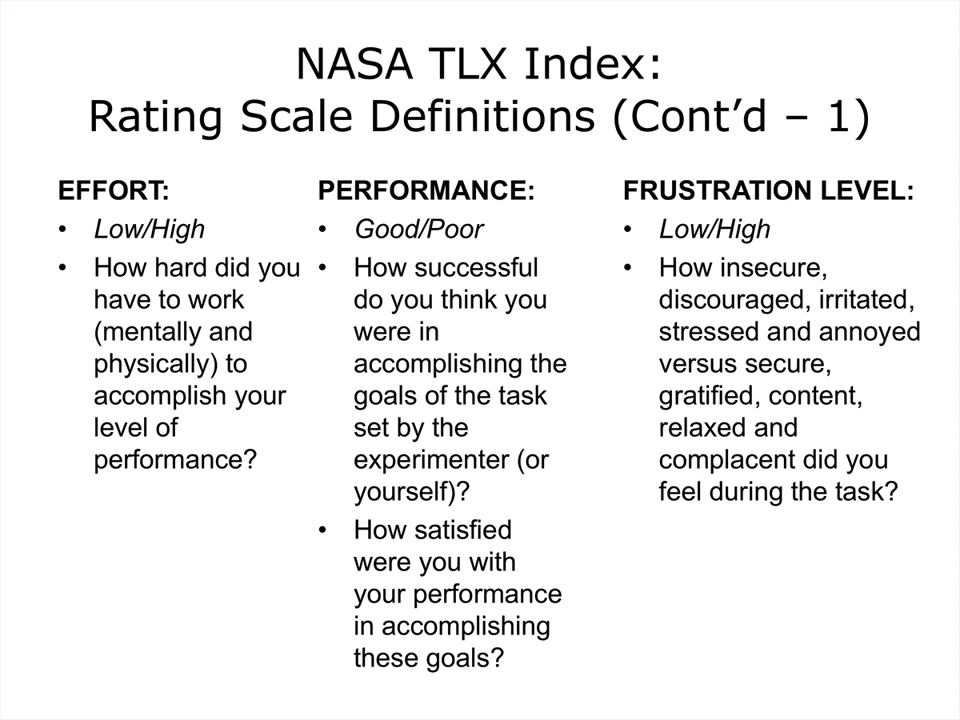 NASA TLX Index:
Rating Scale Definitions (Cont’d – 1)
EFFORT:
• Low/High
• How hard did you
have to work
(mentally and
physically) to
accomplish your
level of
performance?
PERFORMANCE:
• Good/Poor
• How successful
do you think you
were in
accomplishing the
goals of the task
set by the
experimenter (or
yourself)?
• How satisfied
were you with
your performance
in accomplishing
these goals?
FRUSTRATION LEVEL:
• Low/High
• How insecure,
discouraged, irritated,
stressed and annoyed
versus secure,
gratified, content,
relaxed and
complacent did you
feel during the task?